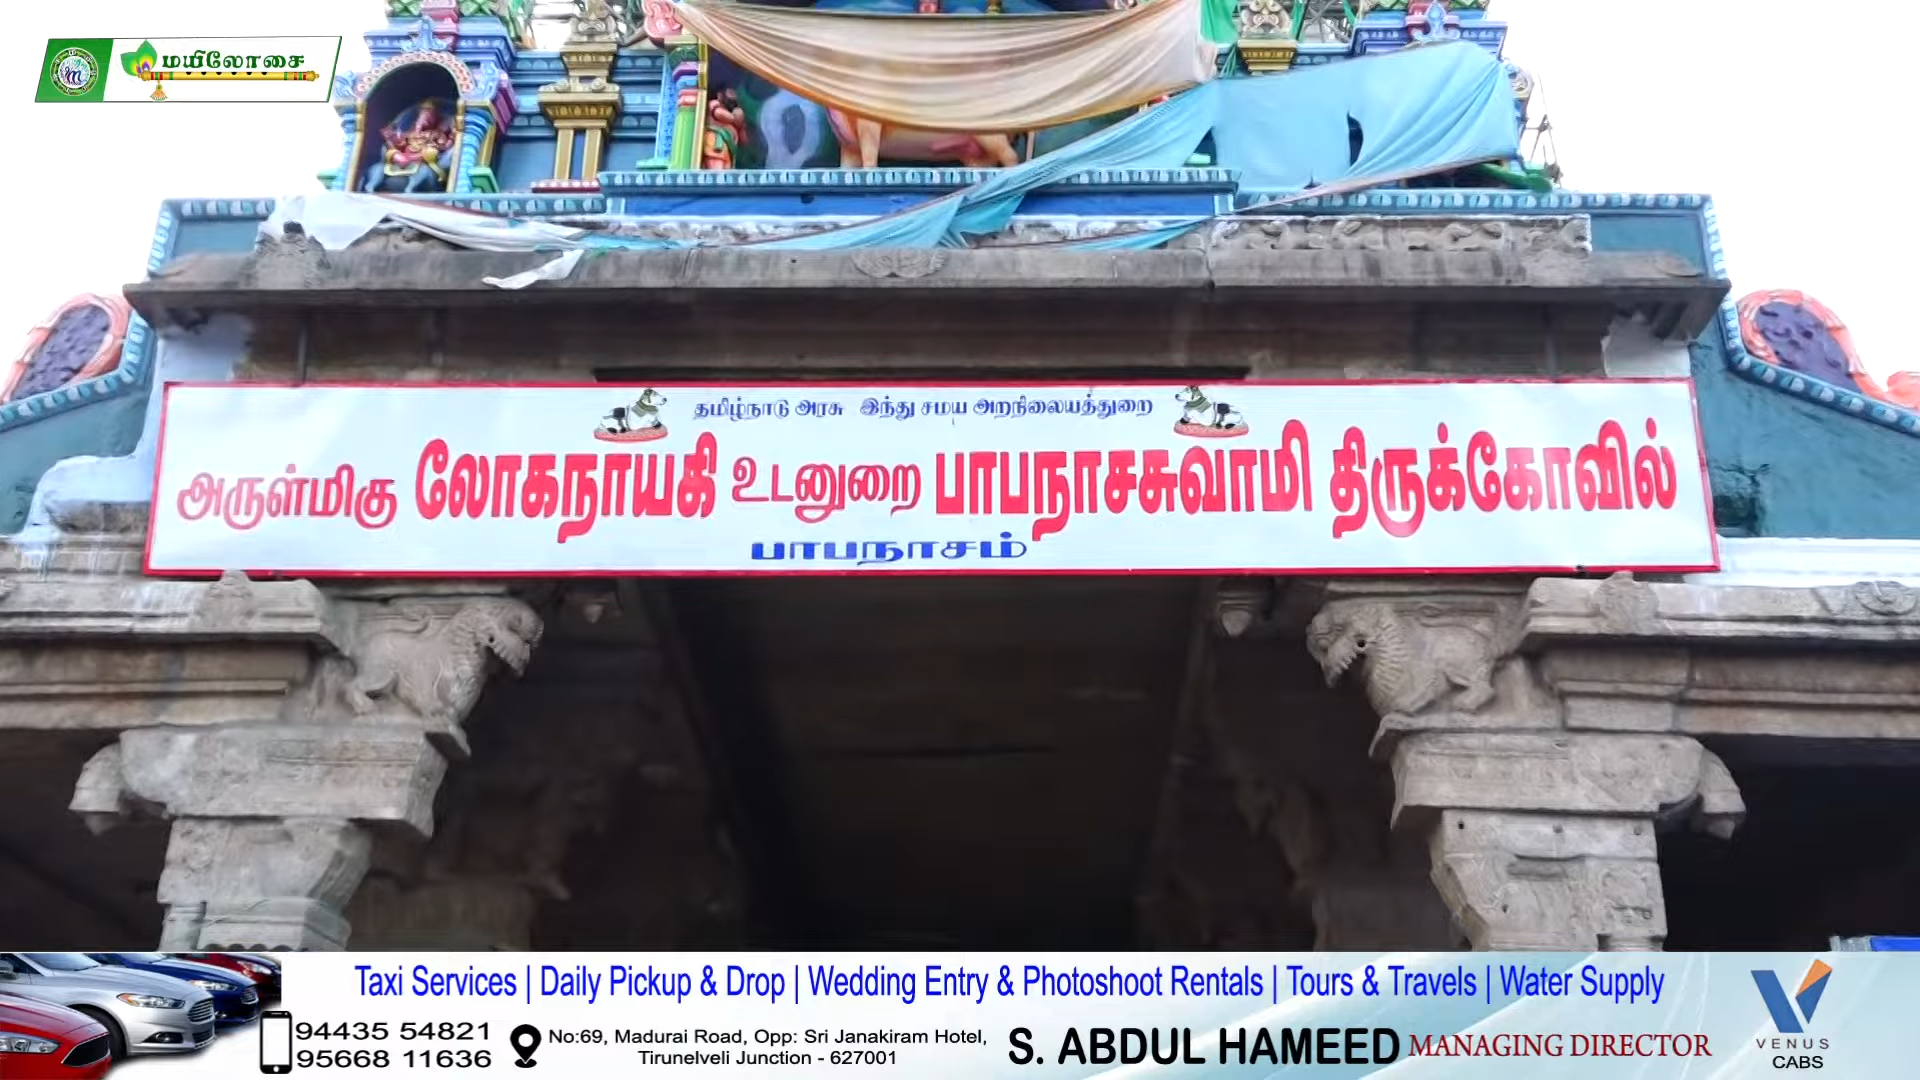 மயிலோசை
தமிழ்நாடு அரசு இந்து சமய அறநிலையத்துறை
அருள்மிகு லோகநாயகி உடனுறை பாபநாசசுவாமி திருக்கோவில்
பாபநாசம்
Taxi Services | Daily Pickup & Drop | Wedding Entry & Photoshoot Rentals | Tours & Travels | Water Supply
94435 54821
95668 11636
No:69, Madurai Road, Opp: Sri Janakiram Hotel,
Tirunelveli Junction - 627001
S. ABDUL HAMEED MANAGING DIRECTOR
VENUS
CABS